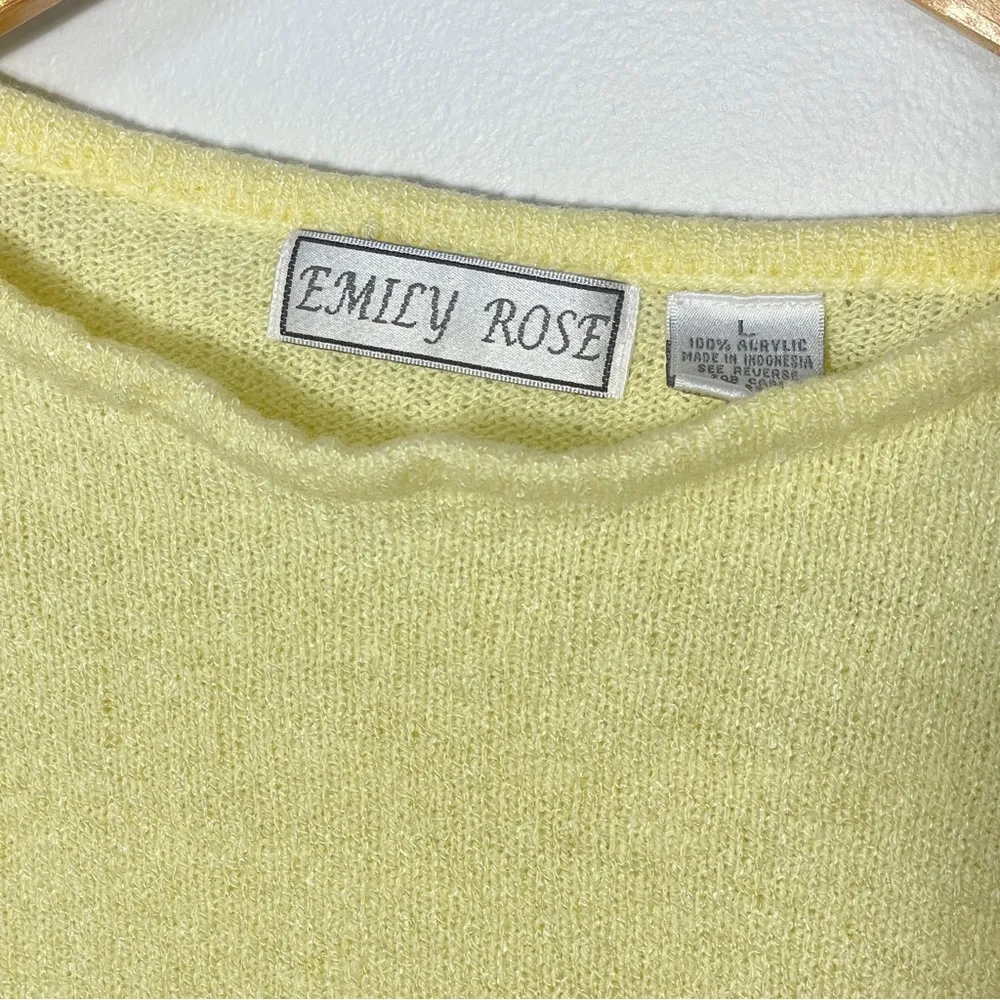 EMILY ROSE
L
100% ACRYLIC
MADE IN INDONESIA
SEE REVERSE